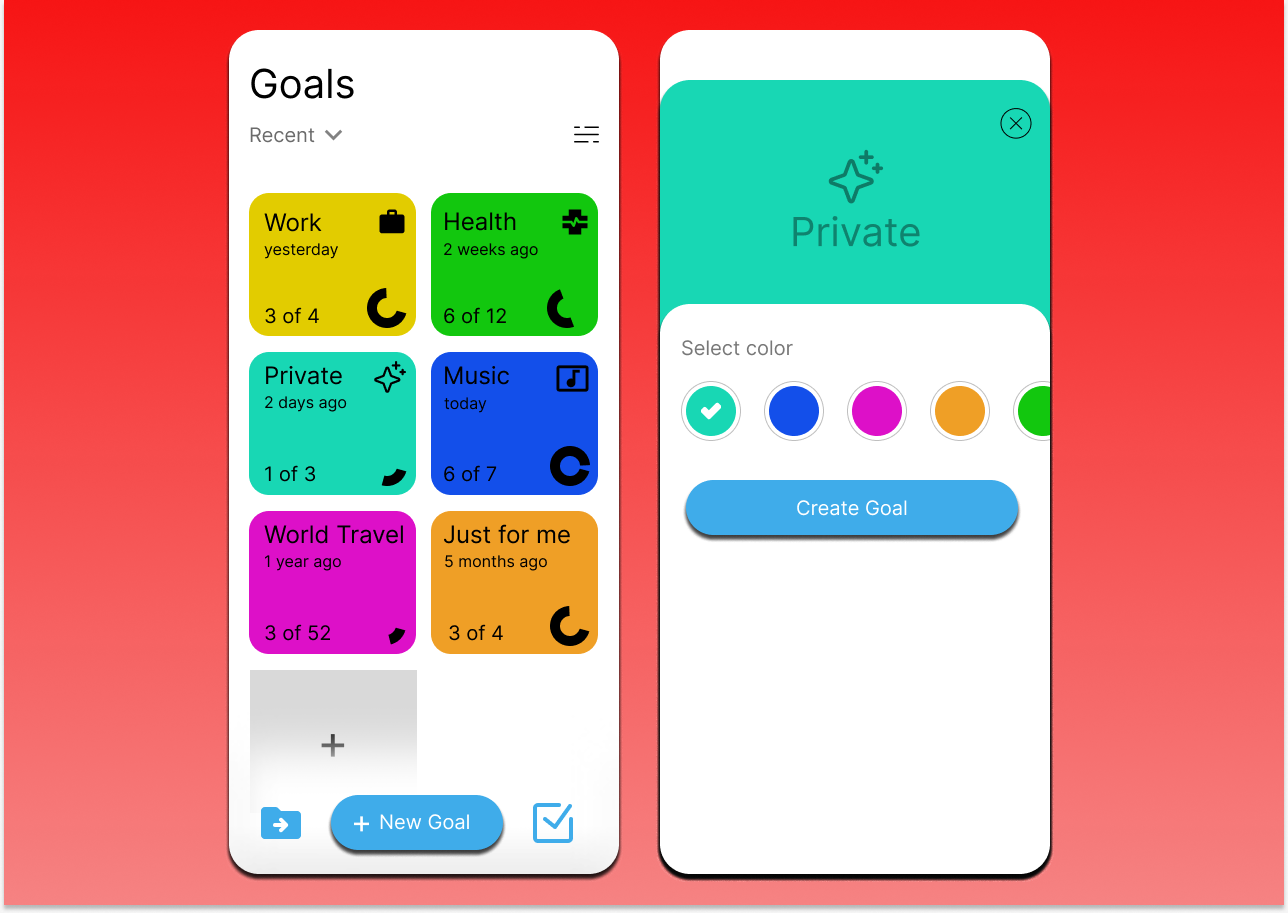 Goals
Recent
Work
yesterday
3 of 4
Health
2 weeks ago
6 of 12
Private
2 days ago
1 of 3
Music
today
6 of 7
World Travel
1 year ago
3 of 52
Just for me
5 months ago
3 of 4
+
+ New Goal
Private
Select color
Create Goal